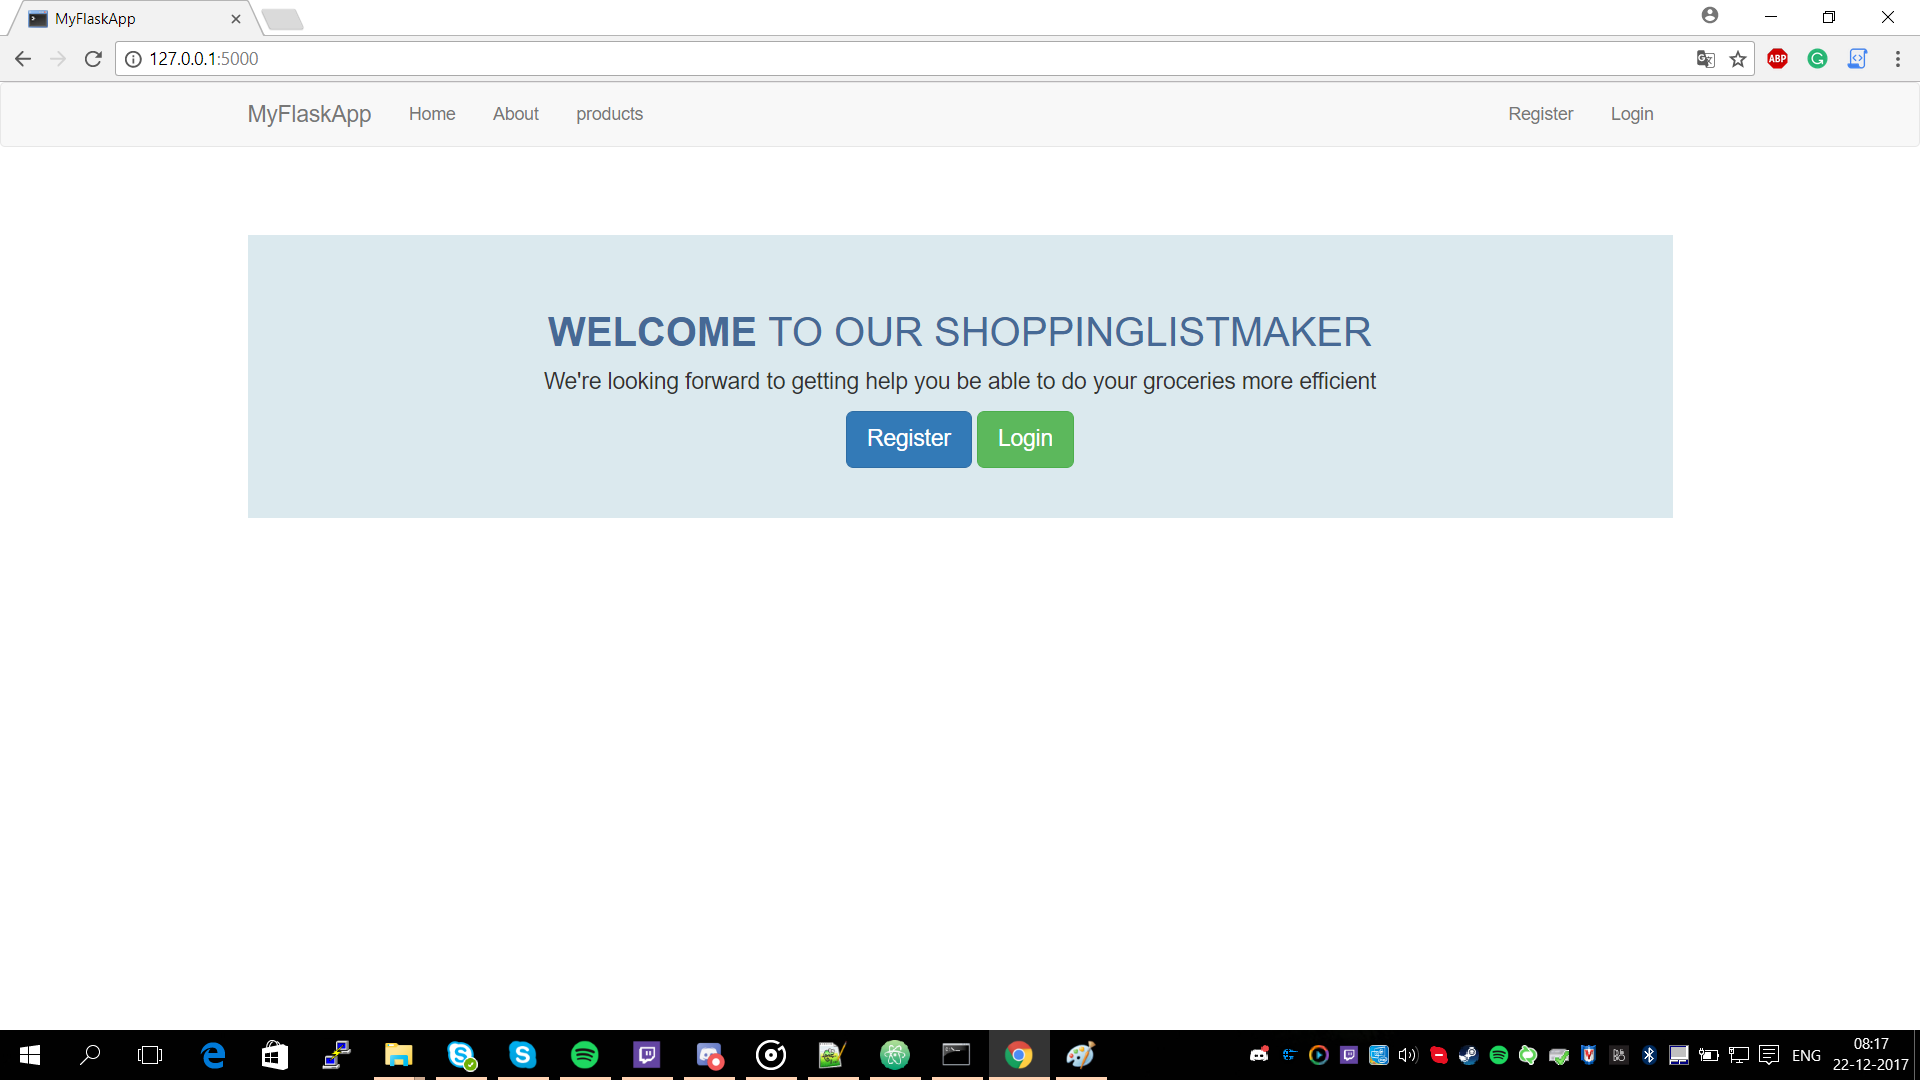 MyFlaskApp
127.0.0.1:5000
ABP
MyFlaskApp Home About products Register Login
WELCOME TO OUR SHOPPINGLISTMAKER
We're looking forward to getting help you be able to do your groceries more efficient
Register Login
ENG
08:17
22-12-2017